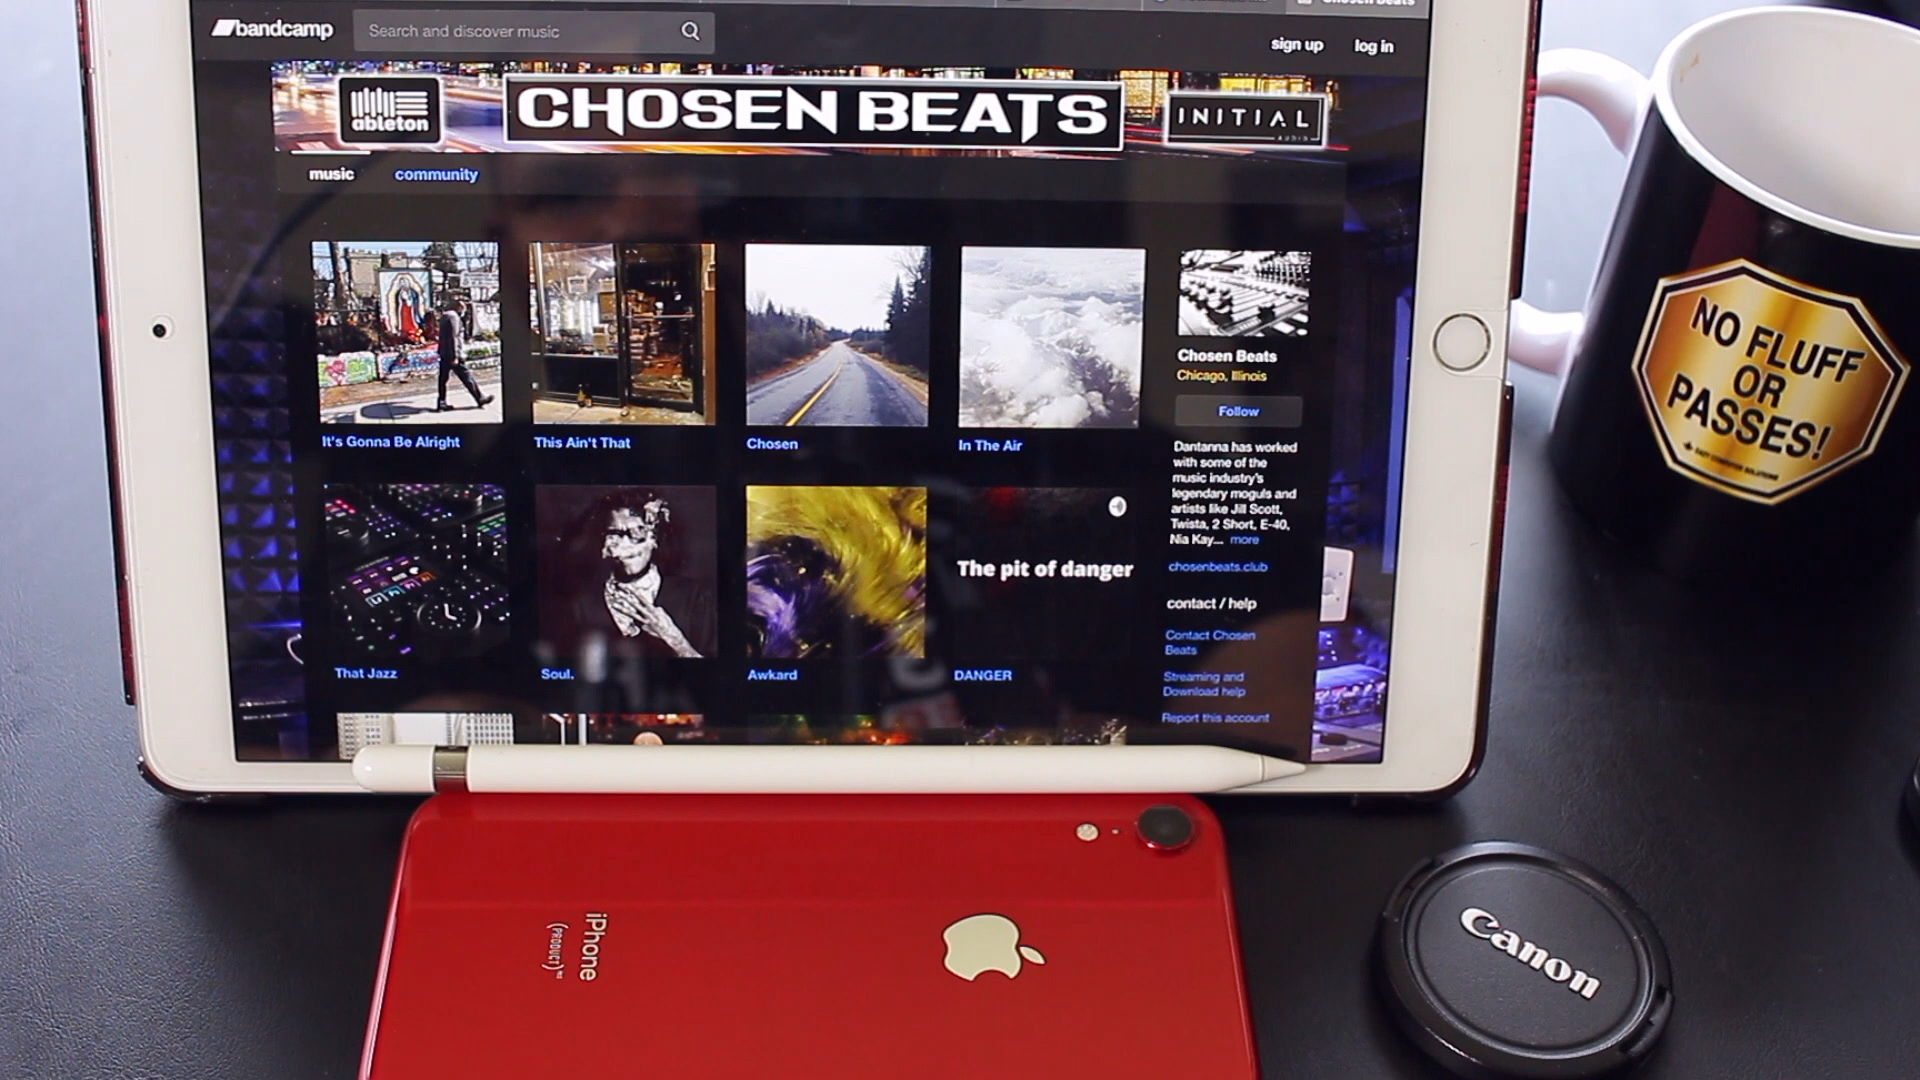 Chosen Beats
bandcamp
Search and discover music
sign up
log in
ableton
CHOSEN BEATS
INITIAL
AUDIO
music
community
It's Gonna Be Alright
This Ain't That
Chosen
In The Air
Chosen Beats
Chicago, Illinois
Follow
Dantanna has worked
with some of the
music industry's
legendary moguls and
artists like Jill Scott,
Twista, 2 Short, E-40,
Nia Kay... more
chosenbeats.club
contact / help
Contact Chosen
Beats
Streaming and
Download help
Report this account
The pit of danger
That Jazz
Soul.
Awkard
DANGER
NO FLUFF
OR
PASSES!
iPhone
(PRODUCT)
Canon